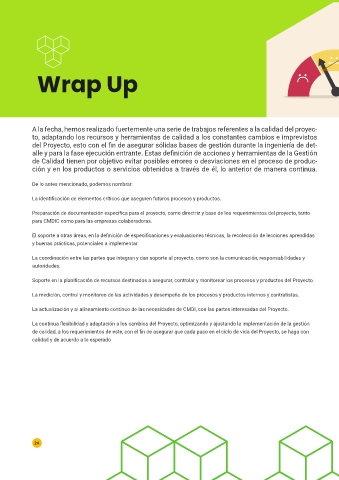 Wrap Up
A la fecha, hemos realizado fuertemente una serie de trabajos referentes a la calidad del proyec-
to, adaptando los recursos y herramientas de calidad a los constantes cambios e imprevistos
del Proyecto, esto con el fin de asegurar sólidas bases de gestión durante la ingeniería de det-
alle y para la fase ejecución entrante. Estas definición de acciones y herramientas de la Gestión
de Calidad tienen por objetivo evitar posibles errores o desviaciones en el proceso de produc-
ción y en los productos o servicios obtenidos a través de él, lo anterior de manera continua.
De lo antes mencionado, podemos nombrar:
La identificación de elementos críticos que aseguren futuros procesos y productos.
Preparación de documentación específica para el proyecto, como directriz y base de los requerimientos del proyecto, tanto
para CMDIC como para las empresas colaboradoras.
El soporte a otras áreas, en la definición de especificaciones y evaluaciones técnicas, la recolección de lecciones aprendidas
y buenas prácticas, potenciales a implementar.
La coordinación entre las partes que integran y dan soporte al proyecto, como son la comunicación, responsabilidades y
autoridades.
Soporte en la planificación de recursos destinados a asegurar, controlar y monitorear los procesos y productos del Proyecto.
La medición, control y monitoreo de las actividades y desempeño de los procesos y productos internos y contratistas.
La actualización y al alineamiento continuo de las necesidades de CMDI, con las partes interesadas del Proyecto.
La continua flexibilidad y adaptación a los cambios del Proyecto, optimizando y ajustando la implementación de la gestión
de calidad, a los requerimientos de este, con el fin de asegurar que cada paso en el ciclo de vida del Proyecto, se haga con
calidad y de acuerdo a lo esperado